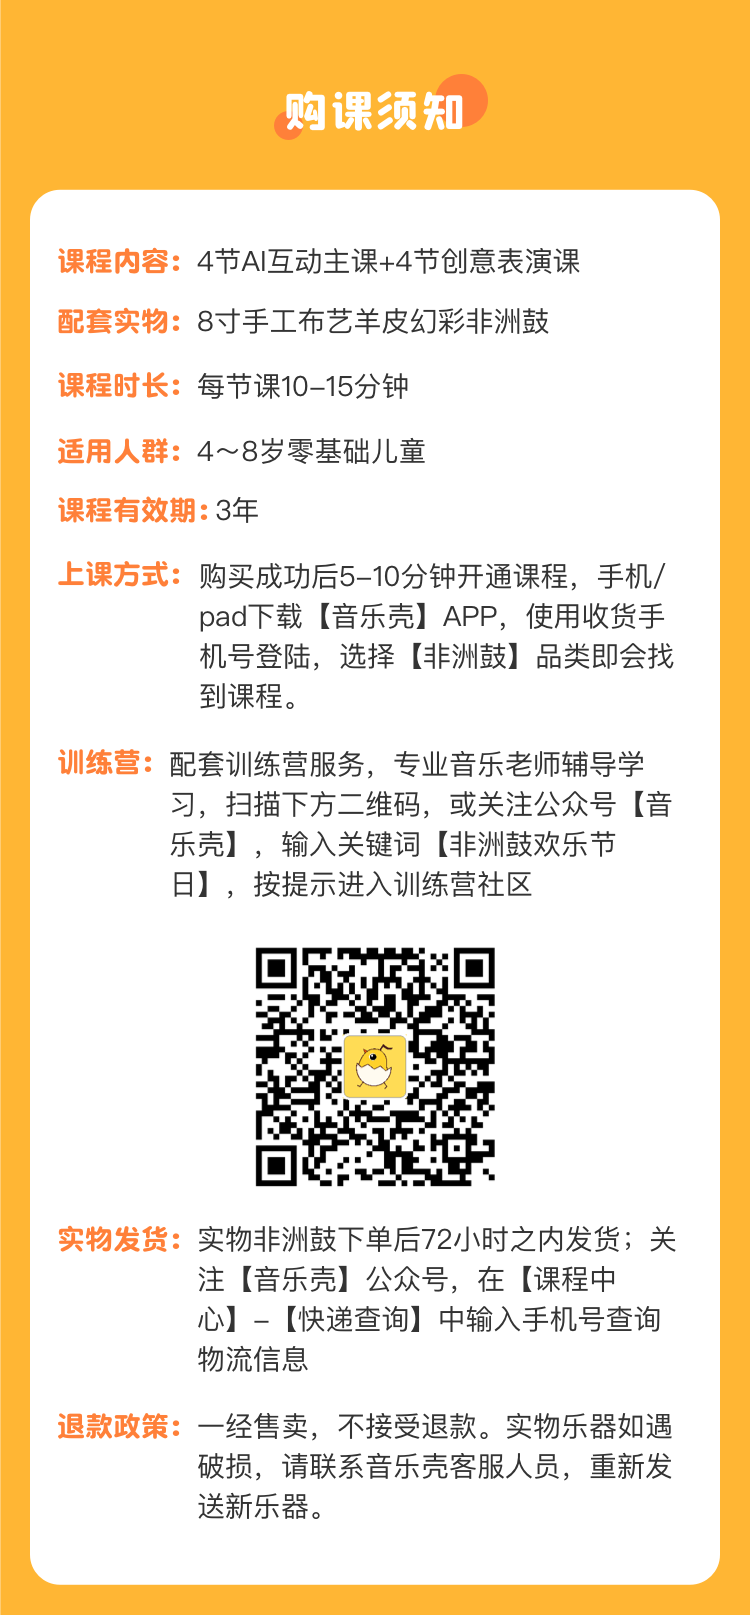 购课须知
课程内容：4节AI互动主课+4节创意表演课
配套实物：8寸手工布艺羊皮幻彩非洲鼓
课程时长：每节课10-15分钟
适用人群：4～8岁零基础儿童
课程有效期：3年
上课方式：购买成功后5-10分钟开通课程，手机/
pad下载【音乐壳】APP，使用收货手
机号登陆，选择【非洲鼓】品类即会找
到课程。
训练营：配套训练营服务，专业音乐老师辅导学
习，扫描下方二维码，或关注公众号【音
乐壳】，输入关键词【非洲鼓欢乐节
日】，按提示进入训练营社区
实物发货：实物非洲鼓下单后72小时之内发货；关
注【音乐壳】公众号，在【课程中
心】-【快递查询】中输入手机号查询
物流信息
退款政策：一经售卖，不接受退款。实物乐器如遇
破损，请联系音乐壳客服人员，重新发
送新乐器。